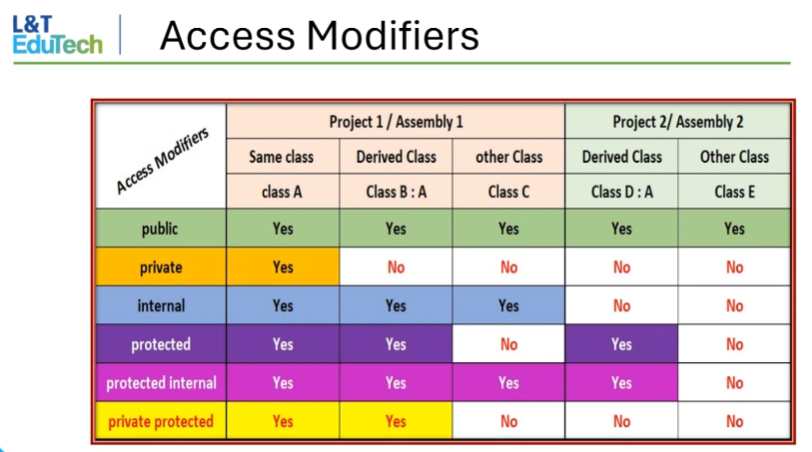 L&T
EduTech
Access Modifiers
Access Modifiers
Project 1 / Assembly 1 Project 2/ Assembly 2
Same class Derived Class other Class Derived Class Other Class
class A Class B : A Class C Class D : A Class E
public Yes Yes Yes Yes Yes
private Yes No No No No
internal Yes Yes Yes No No
protected Yes Yes No Yes No
protected internal Yes Yes Yes Yes No
private protected Yes Yes No No No